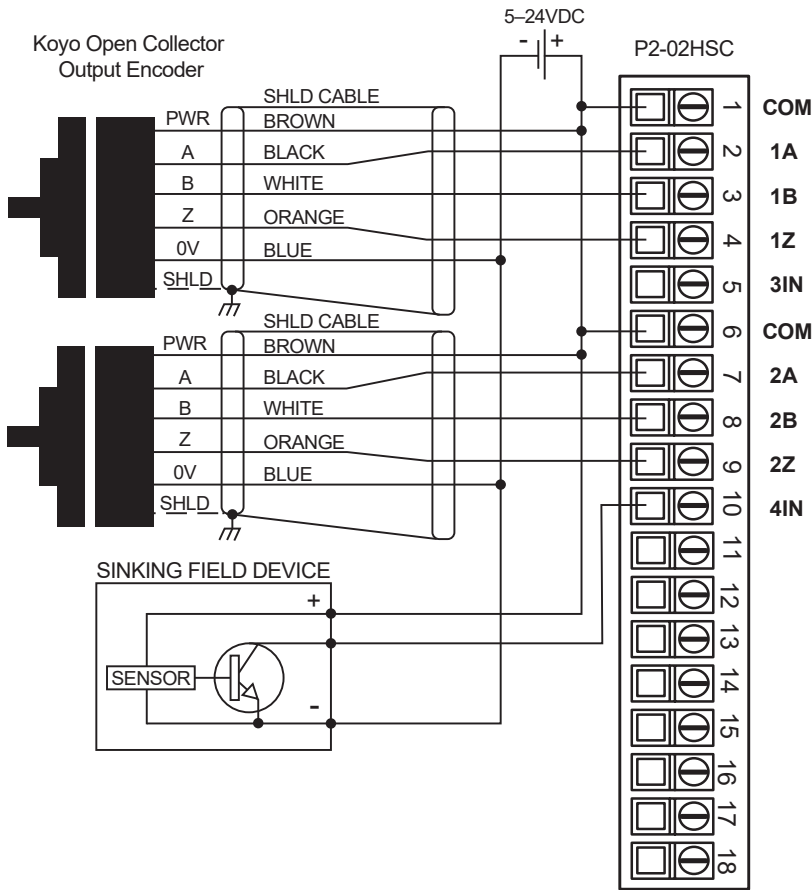 5–24VDC
- +
Koyo Open Collector
Output Encoder
P2-02HSC
SHLD CABLE
PWR BROWN
A BLACK
B WHITE
Z ORANGE
0V BLUE
SHLD
SHLD CABLE
PWR BROWN
A BLACK
B WHITE
Z ORANGE
0V BLUE
SHLD
SINKING FIELD DEVICE
+
SENSOR
-
1 COM
2 1A
3 1B
4 1Z
5 3IN
6 COM
7 2A
8 2B
9 2Z
10 4IN
11
12
13
14
15
16
17
18